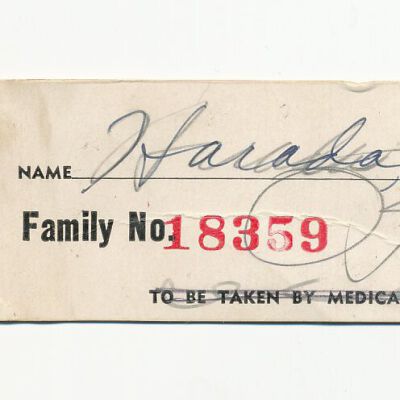 NAME Harada,
Family No. 18359
TO BE TAKEN BY MEDICA